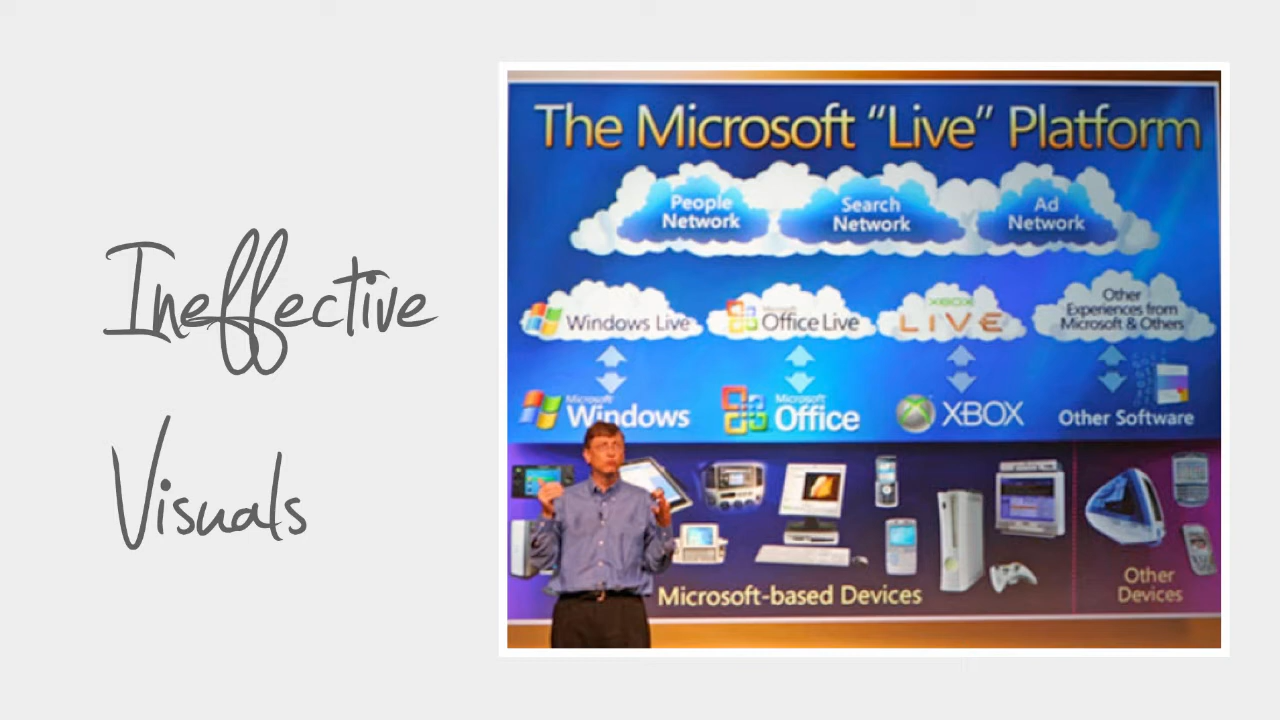 Ineffective
Visuals
The Microsoft “Live” Platform
People
Network
Search
Network
Ad
Network
Windows Live
Microsoft
Office Live
XBOX
LIVE
Other
Experiences from
Microsoft & Others
Microsoft
Windows
Microsoft
Office
XBOX
Other Software
Microsoft-based Devices
Other
Devices